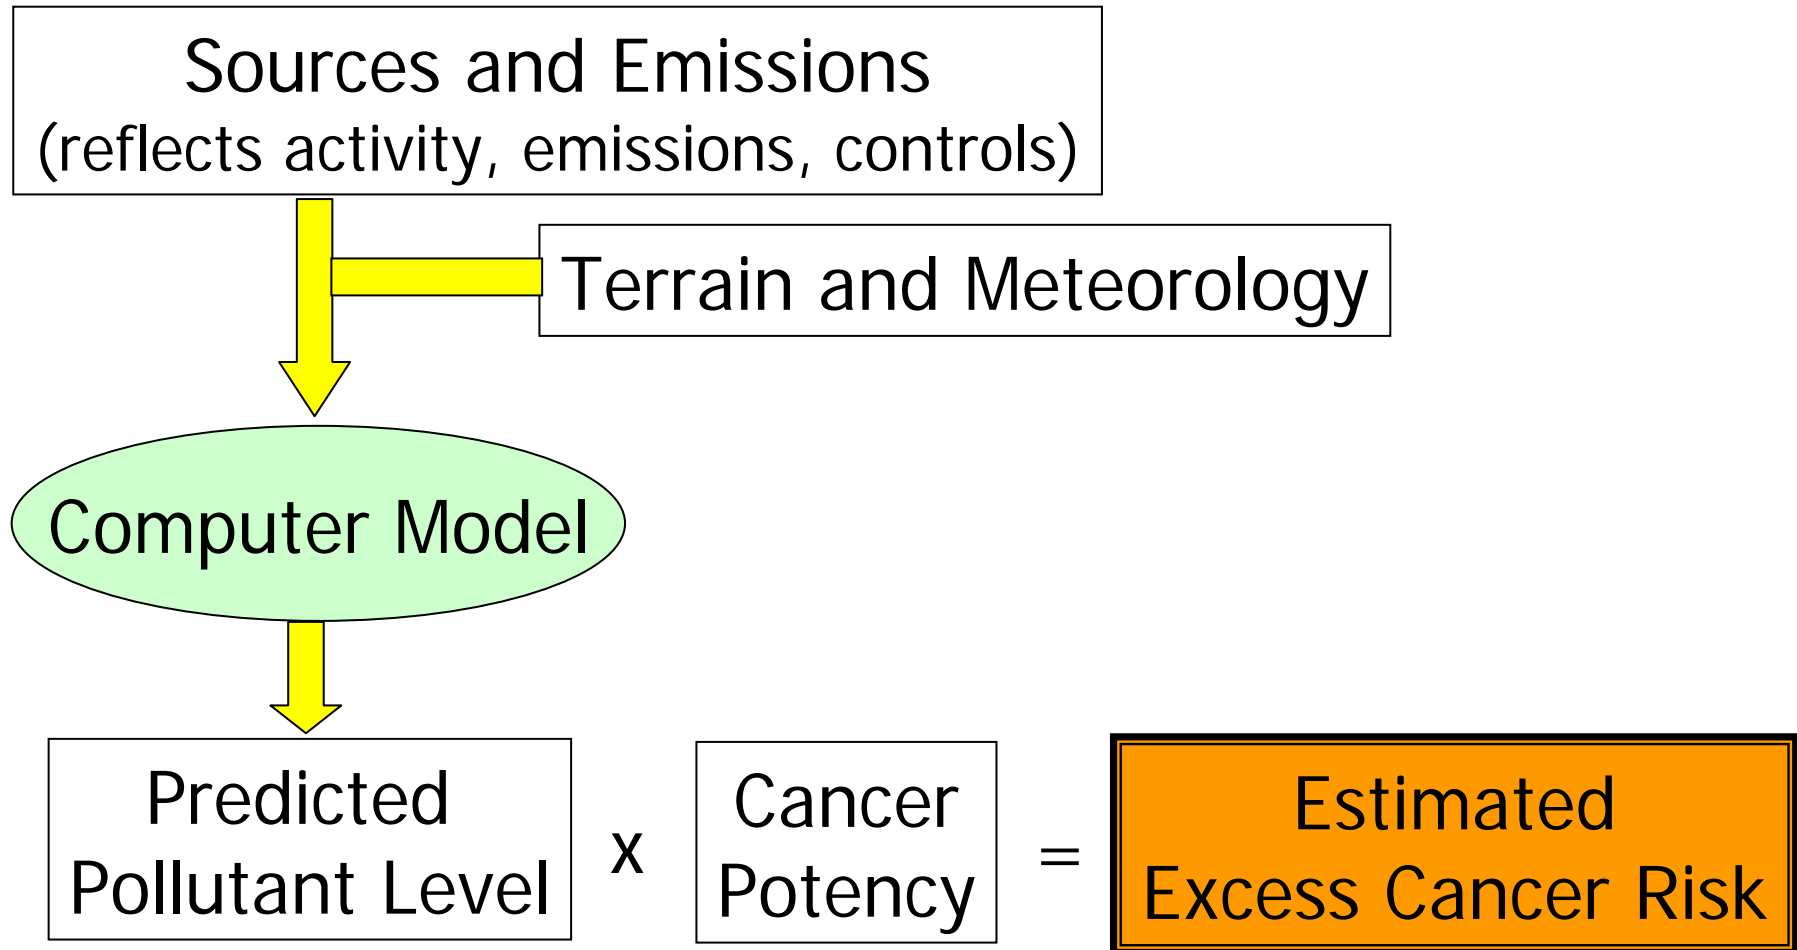 Sources and Emissions
(reflects activity, emissions, controls)
Terrain and Meteorology
Computer Model
Predicted
Pollutant Level
x
Cancer
Potency
=
Estimated
Excess Cancer Risk